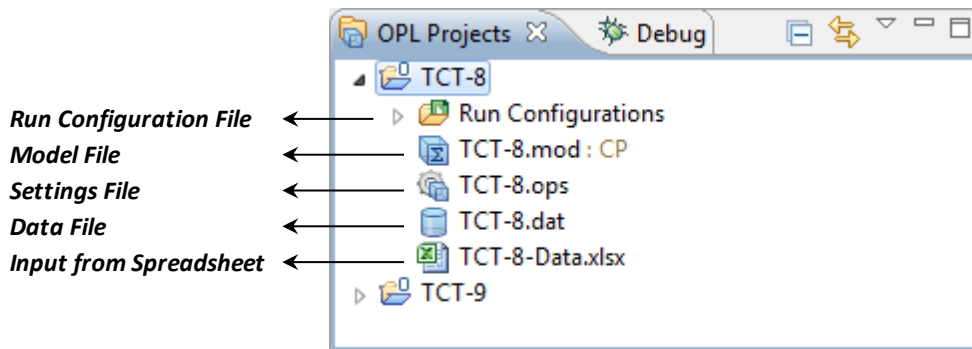 OPL Projects Debug
TCT-8
Run Configuration File Run Configurations
Model File TCT-8.mod : CP
Settings File TCT-8.ops
Data File TCT-8.dat
Input from Spreadsheet TCT-8-Data.xlsx
TCT-9